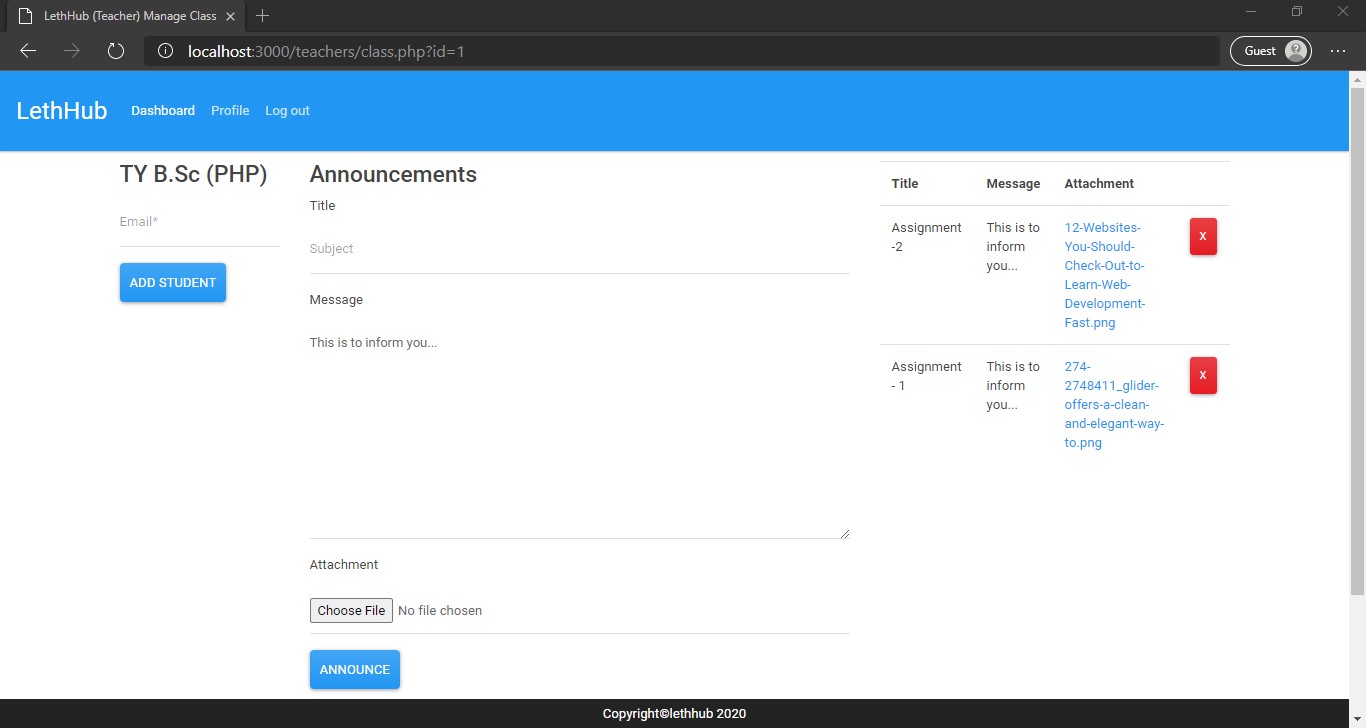 LethHub (Teacher) Manage Class
localhost:3000/teachers/class.php?id=1
Guest
LethHub
Dashboard
Profile
Log out
TY B.Sc (PHP)
Email*
ADD STUDENT
Announcements
Title
Subject
Message
This is to inform you...
Attachment
Choose File No file chosen
ANNOUNCE
Title Message Attachment
Assignment
-2
This is to
inform
you...
12-Websites-
You-Should-
Check-Out-to-
Learn-Web-
Development-
Fast.png
X
Assignment
- 1
This is to
inform
you...
274-
2748411_glider-
offers-a-clean-
and-elegant-way-
to.png
X
Copyright©lethhub 2020